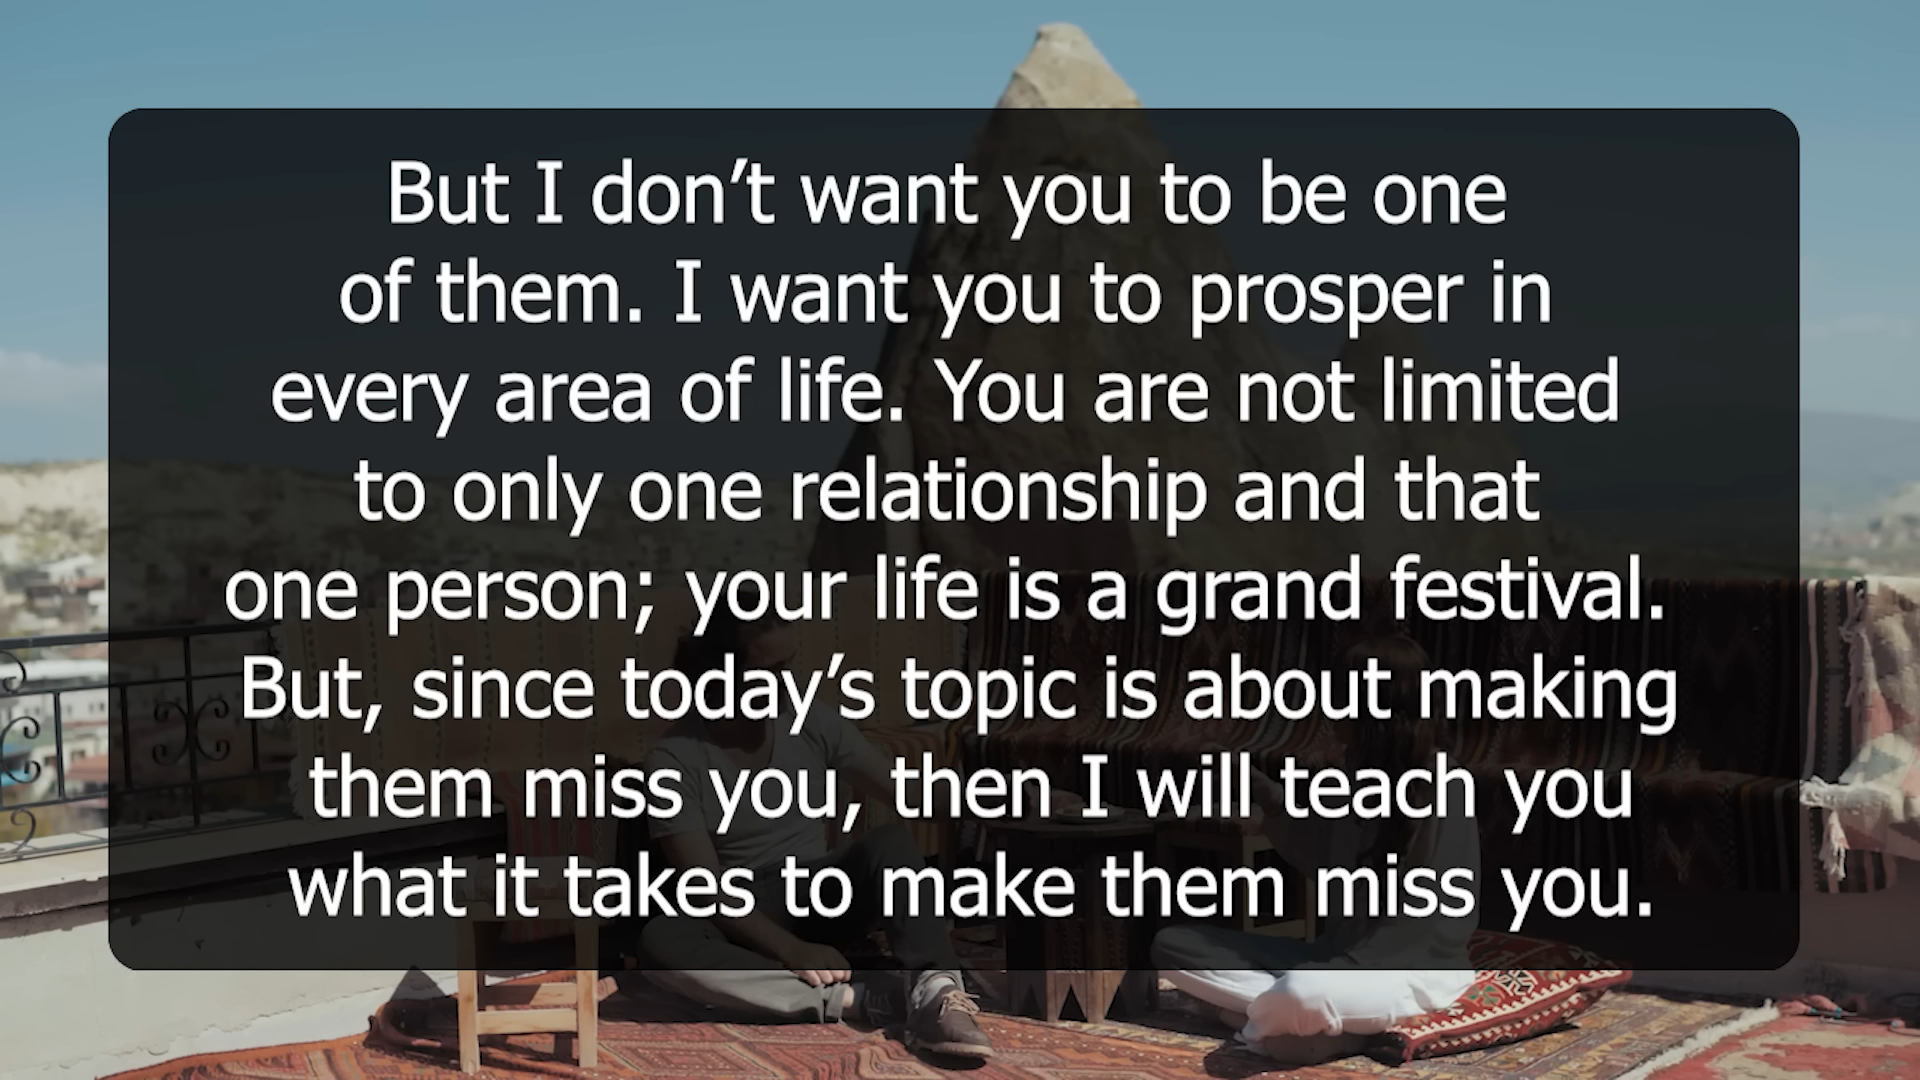 But I don’t want you to be one
of them. I want you to prosper in
every area of life. You are not limited
to only one relationship and that
one person; your life is a grand festival.
But, since today’s topic is about making
them miss you, then I will teach you
what it takes to make them miss you.